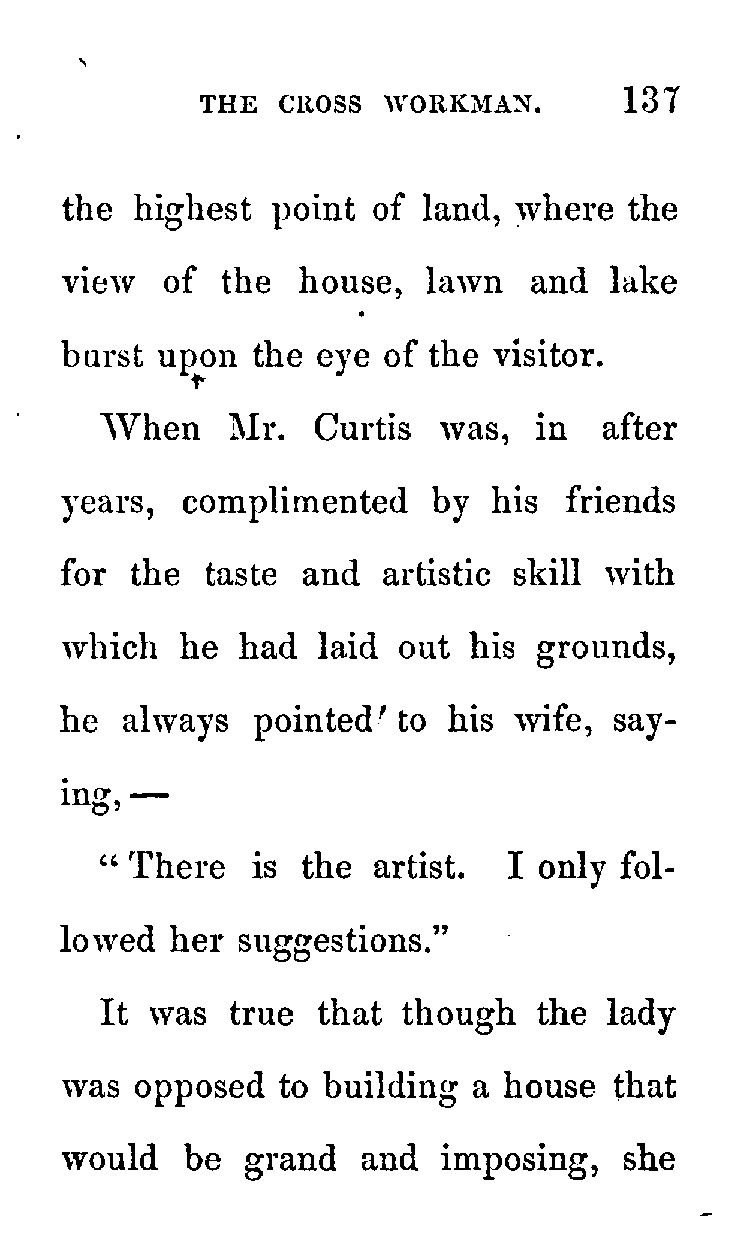 THE CROSS WORKMAN. 137
the highest point of land, where the
view of the house, lawn and lake
burst upon the eye of the visitor.
When Mr. Curtis was, in after
years, complimented by his friends
for the taste and artistic skill with
which he had laid out his grounds,
he always pointed to his wife, say-
ing, —
“There is the artist. I only fol-
lowed her suggestions.”
It was true that though the lady
was opposed to building a house that
would be grand and imposing, she